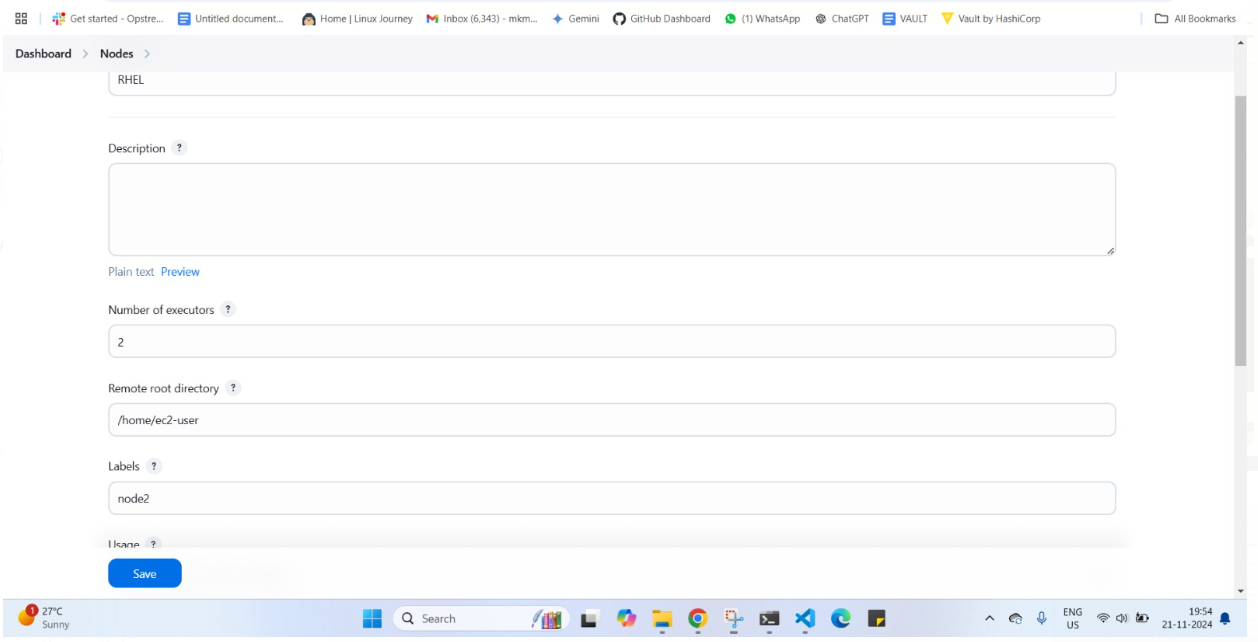 Get started - Opstre... Untitled document... Home | Linux Journey Inbox (6,343) - mkm... Gemini GitHub Dashboard (1) WhatsApp ChatGPT VAULT Vault by HashiCorp All Bookmarks
Dashboard > Nodes >
RHEL
Description ?
Plain text Preview
Number of executors ?
2
Remote root directory ?
/home/ec2-user
Labels ?
node2
Usage ?
Save
1 27°C
Sunny
Search
ENG
US
19:54
21-11-2024